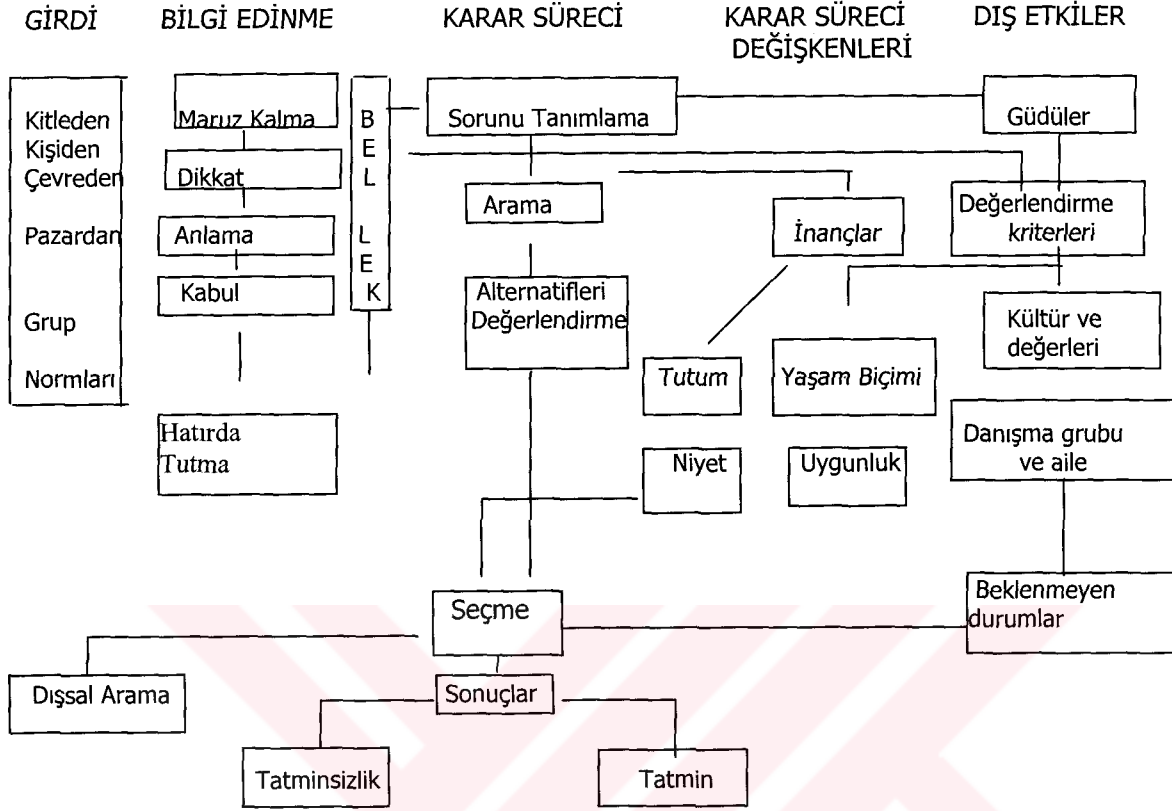 GİRDİ
BİLGİ EDİNME
KARAR SÜRECİ
KARAR SÜRECİ
DEĞİŞKENLERİ
DIŞ ETKİLER
Kitleden
Kişiden
Çevreden
Pazardan
Grup
Normları
Maruz Kalma
Dikkat
Anlama
Kabul
Hatırda
Tutma
B
E
L
L
E
K
Sorunu Tanımlama
Arama
Alternatifleri
Değerlendirme
İnançlar
Tutum
Yaşam Biçimi
Niyet
Uygunluk
Güdüler
Değerlendirme
kriterleri
Kültür ve
değerleri
Danışma grubu
ve aile
Beklenmeyen
durumlar
Seçme
Dışsal Arama
Sonuçlar
Tatminsizlik
Tatmin